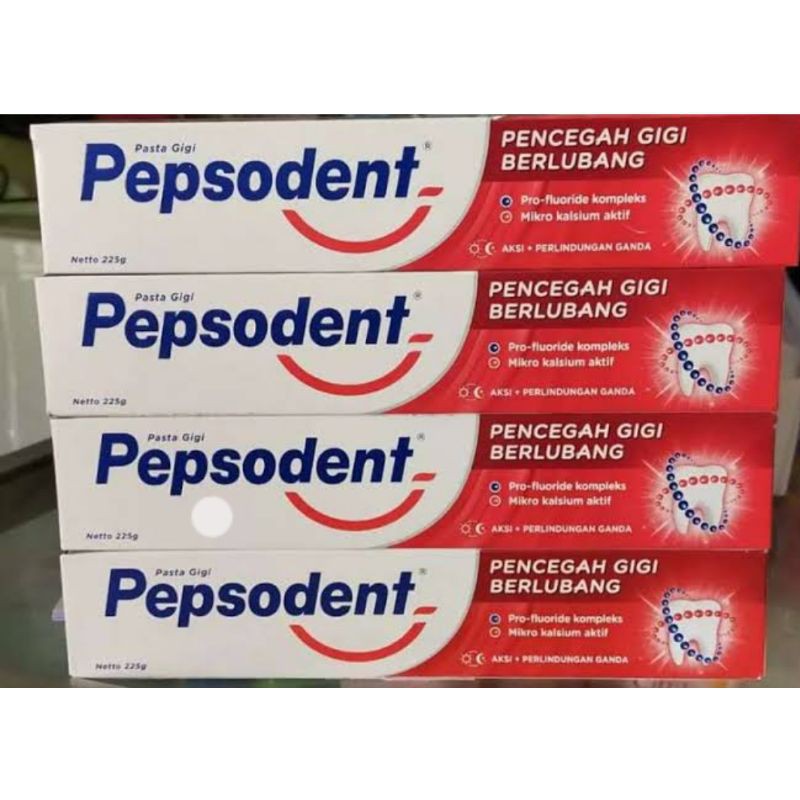 Pasta Gigi
Pepsodent®
Netto 225g
PENCEGAH GIGI
BERLUBANG
Pro-fluoride kompleks
Mikro kalsium aktif
AKSI + PERLINDUNGAN GANDA
Pasta Gigi
Pepsodent®
Netto 225g
PENCEGAH GIGI
BERLUBANG
Pro-fluoride kompleks
Mikro kalsium aktif
AKSI + PERLINDUNGAN GANDA
Pasta Gigi
Pepsodent®
Netto 225g
PENCEGAH GIGI
BERLUBANG
Pro-fluoride kompleks
Mikro kalsium aktif
AKSI + PERLINDUNGAN GANDA
Pasta Gigi
Pepsodent®
Netto 225g
PENCEGAH GIGI
BERLUBANG
Pro-fluoride kompleks
Mikro kalsium aktif
AKSI + PERLINDUNGAN GANDA